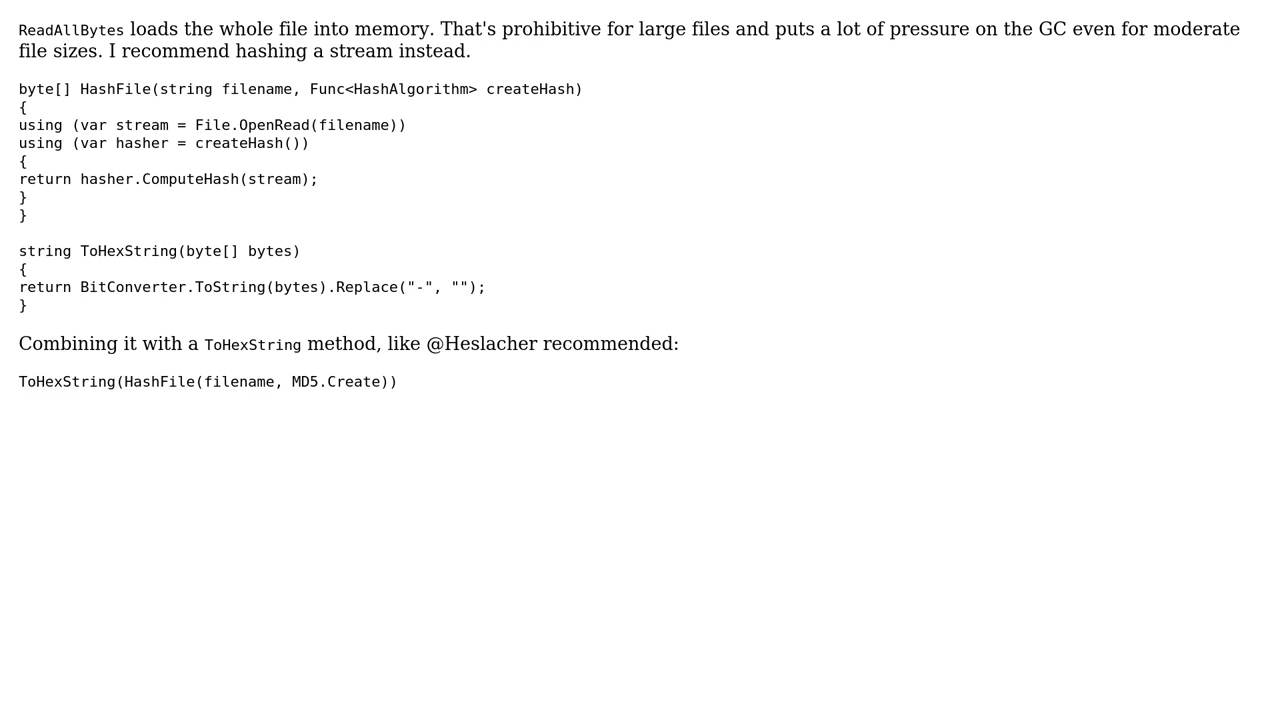 ReadAllBytes loads the whole file into memory. That's prohibitive for large files and puts a lot of pressure on the GC even for moderate
file sizes. I recommend hashing a stream instead.
byte[] HashFile(string filename, Func<HashAlgorithm> createHash)
{
using (var stream = File.OpenRead(filename))
using (var hasher = createHash())
{
return hasher.ComputeHash(stream);
}
}
string ToHexString(byte[] bytes)
{
return BitConverter.ToString(bytes).Replace("-", "");
}
Combining it with a ToHexString method, like @Heslacher recommended:
ToHexString(HashFile(filename, MD5.Create))